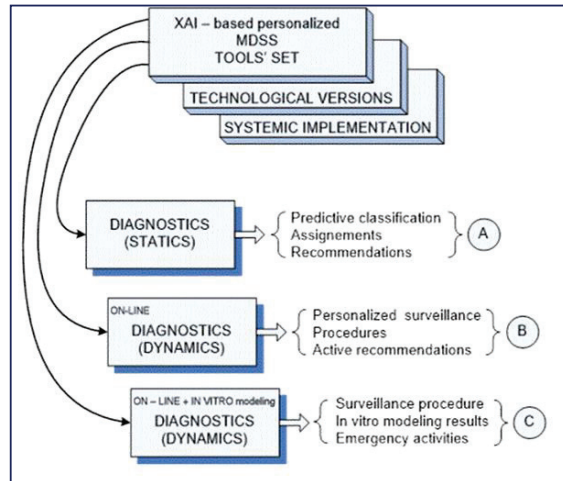 XAI – based personalized
MDSS
TOOLS' SET
TECHNOLOGICAL VERSIONS
SYSTEMIC IMPLEMENTATION
DIAGNOSTICS
(STATICS)
Predictive classification
Assignements
Recommendations
A
ON-LINE
DIAGNOSTICS
(DYNAMICS)
Personalized surveillance
Procedures
Active recommendations
B
ON – LINE + IN VITRO modeling
DIAGNOSTICS
(DYNAMICS)
Surveillance procedure
In vitro modeling results
Emergency activities
C